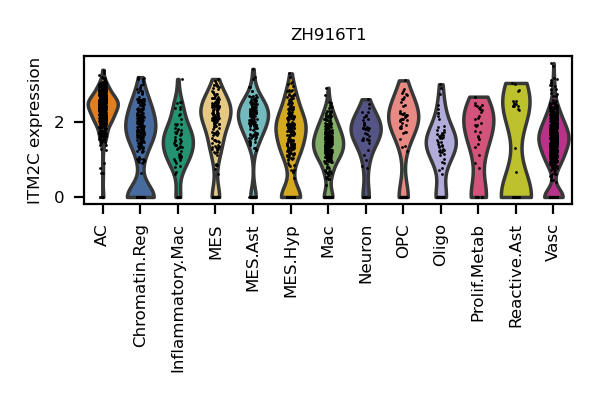 ZH916T1
ITM2C expression
2
0
AC
Chromatin.Reg
Inflammatory.Mac
MES
MES.Ast
MES.Hyp
Mac
Neuron
OPC
Oligo
Prolif.Metab
Reactive.Ast
Vasc